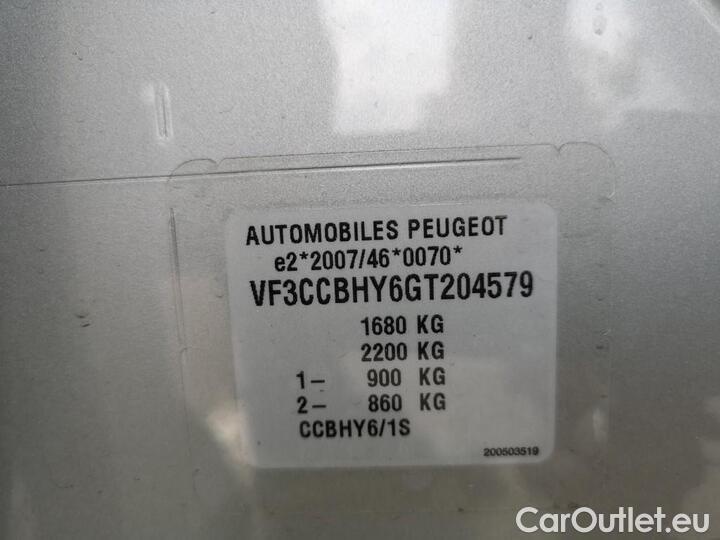 AUTOMOBILES PEUGEOT
e2*2007/46*0070*
VF3CCBHY6GT204579
1680 KG
2200 KG
1- 900 KG
2- 860 KG
CCBHY6/1S
200503519
CarOutlet.eu